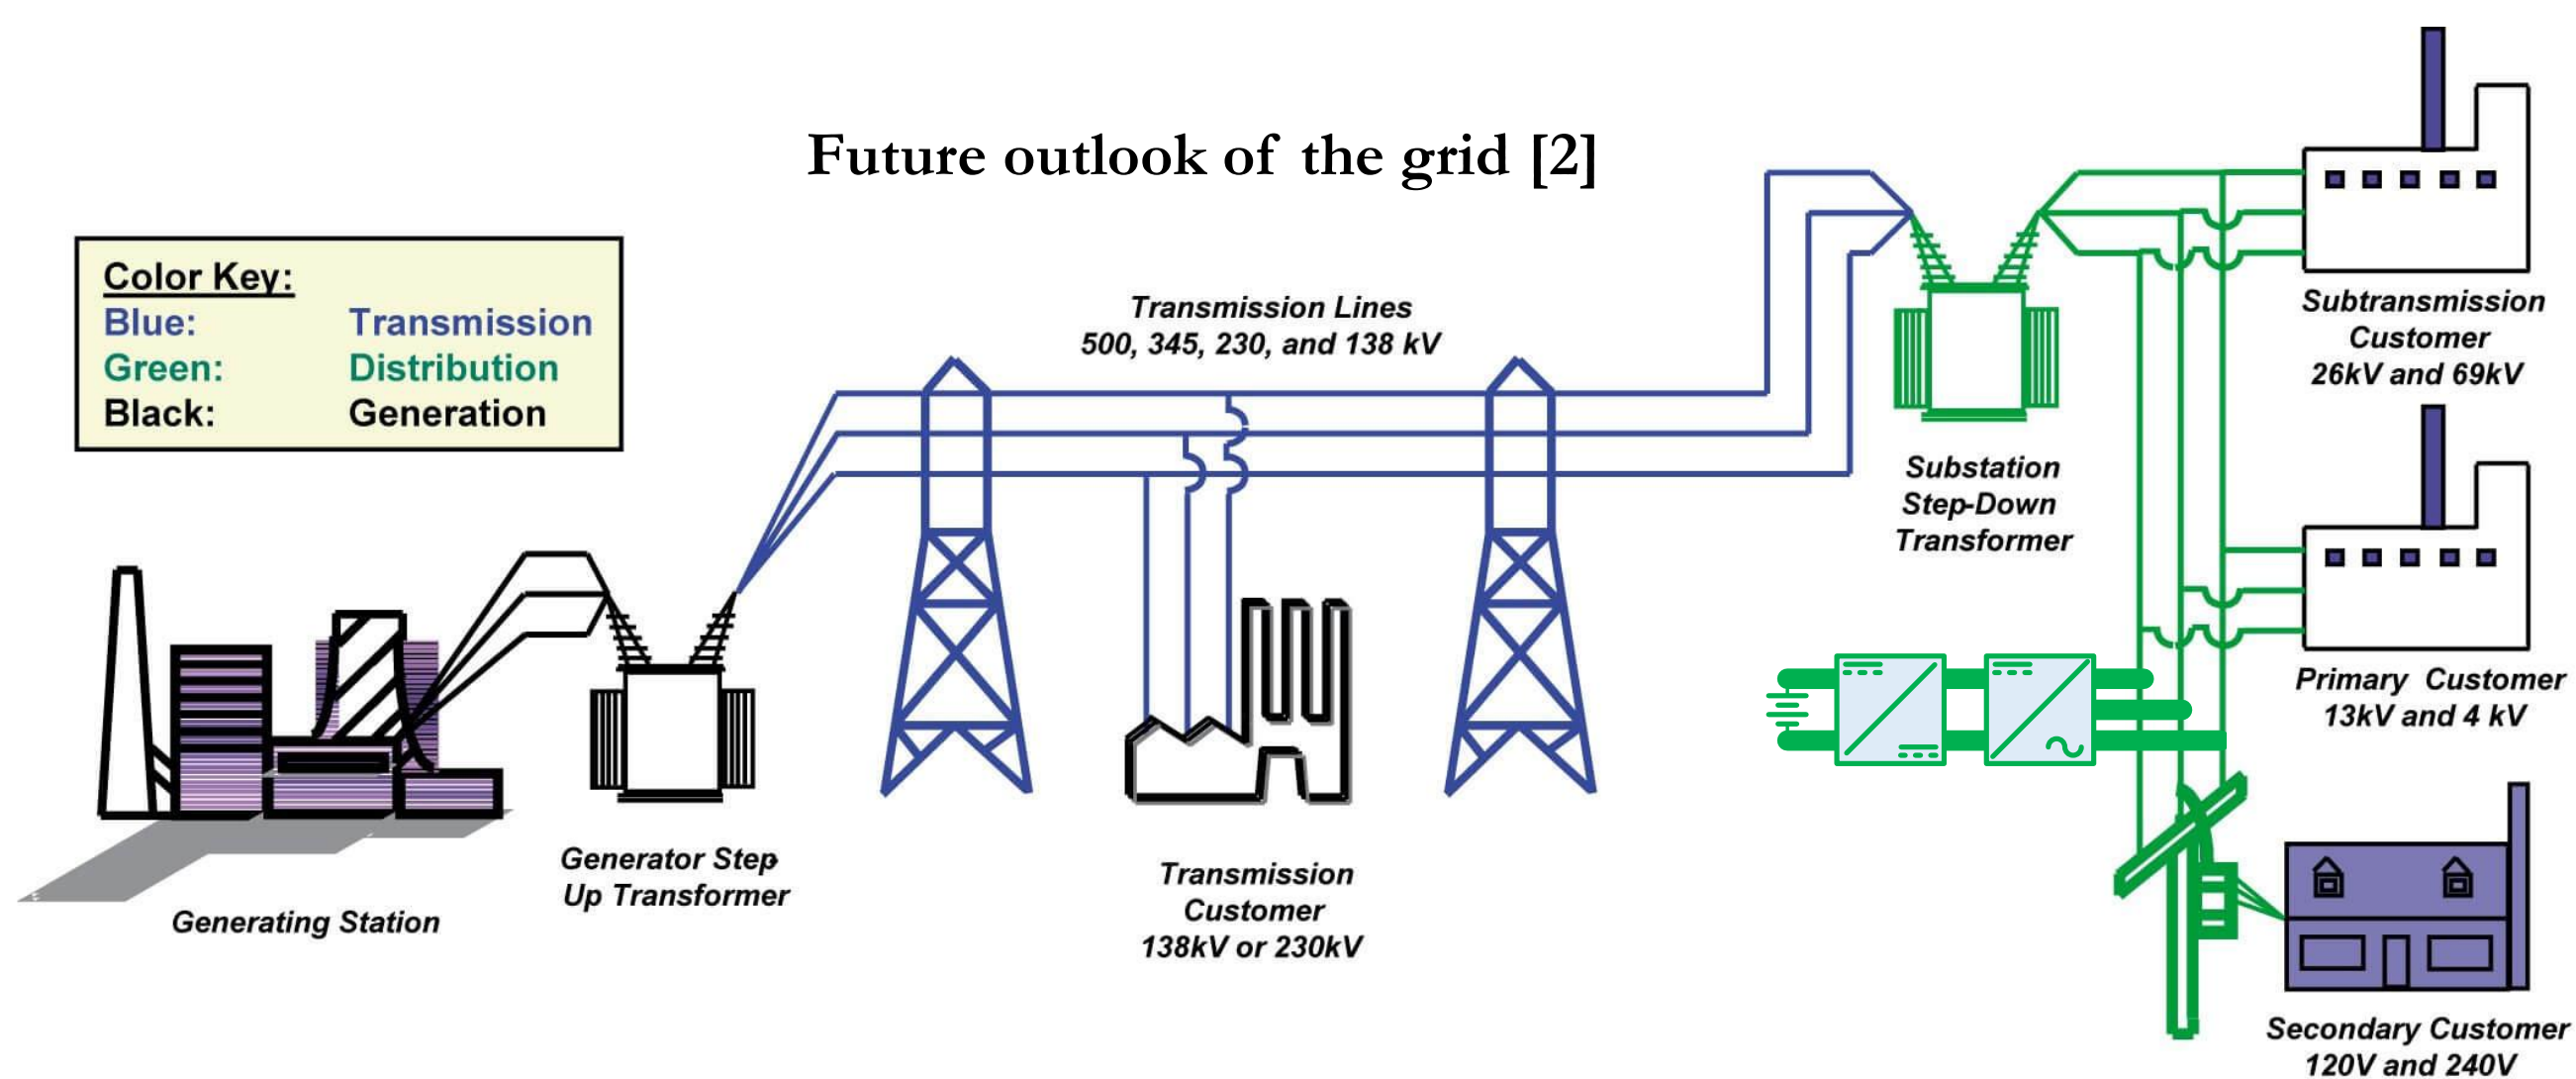 Future outlook of the grid [2]
Color Key:
Blue: Transmission
Green: Distribution
Black: Generation
Transmission Lines
500, 345, 230, and 138 kV
Subtransmission
Customer
26kV and 69kV
Substation
Step-Down
Transformer
Primary Customer
13kV and 4 kV
Generating Station
Generator Step
Up Transformer
Transmission
Customer
138kV or 230kV
Secondary Customer
120V and 240V